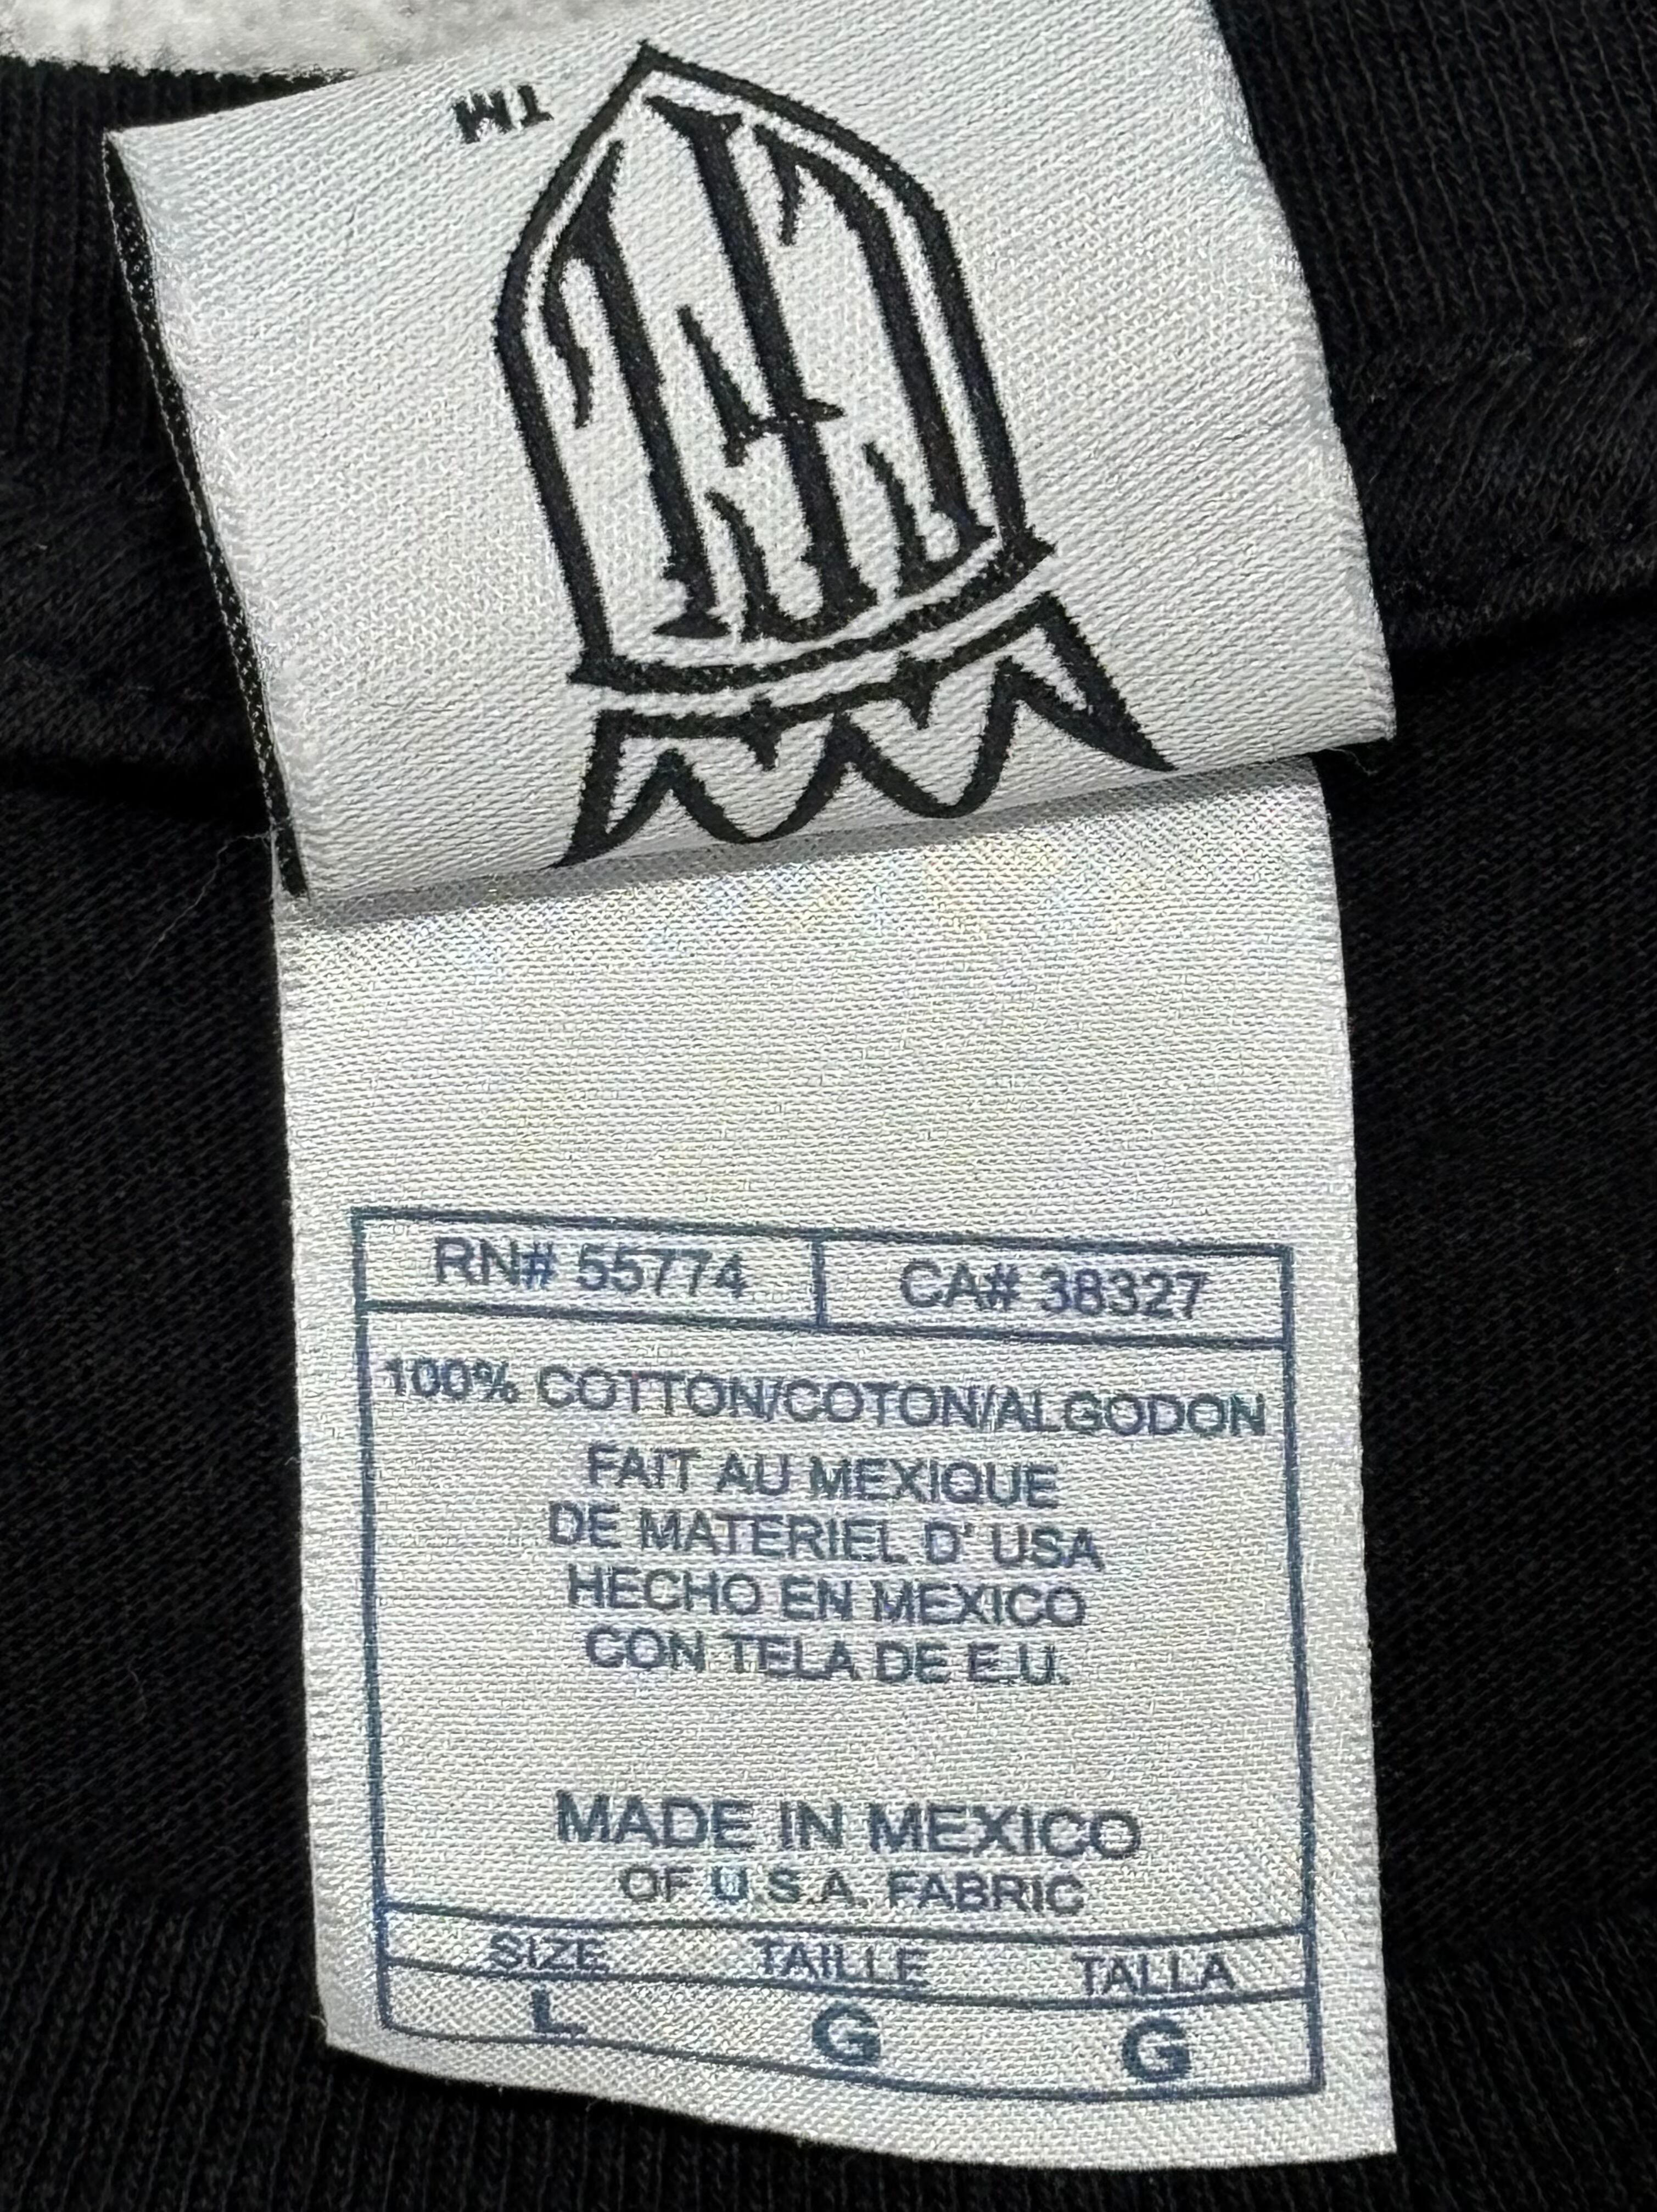 TM
RN# 55774 CA# 38327
100% COTTON/COTON/ALGODON
FAIT AU MEXIQUE
DE MATERIEL D' USA
HECHO EN MEXICO
CON TELA DE E.U.
MADE IN MEXICO
OF U.S.A. FABRIC
SIZE TAILLE TALLA
L G G